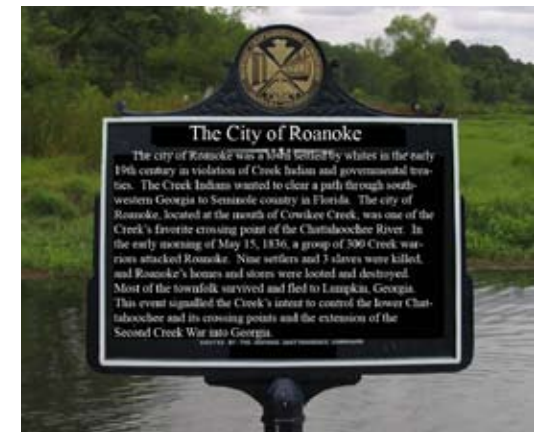 The City of Roanoke
The city of Roanoke was a town settled by whites in the early
19th century in violation of Creek Indian and governmental trea-
ties. The Creek Indians wanted to clear a path through south-
western Georgia to Seminole country in Florida. The city of
Roanoke, located at the mouth of Cowikee Creek, was one of the
Creek's favorite crossing point of the Chattahoochee River. In
the early morning of May 15, 1836, a group of 300 Creek war-
riors attacked Roanoke. Nine settlers and 3 slaves were killed,
and Roanoke's homes and stores were looted and destroyed.
Most of the townfolk survived and fled to Lumpkin, Georgia.
This event signalled the Creek's intent to control the lower Chat-
tahoochee and its crossing points and the extension of the
Second Creek War into Georgia.